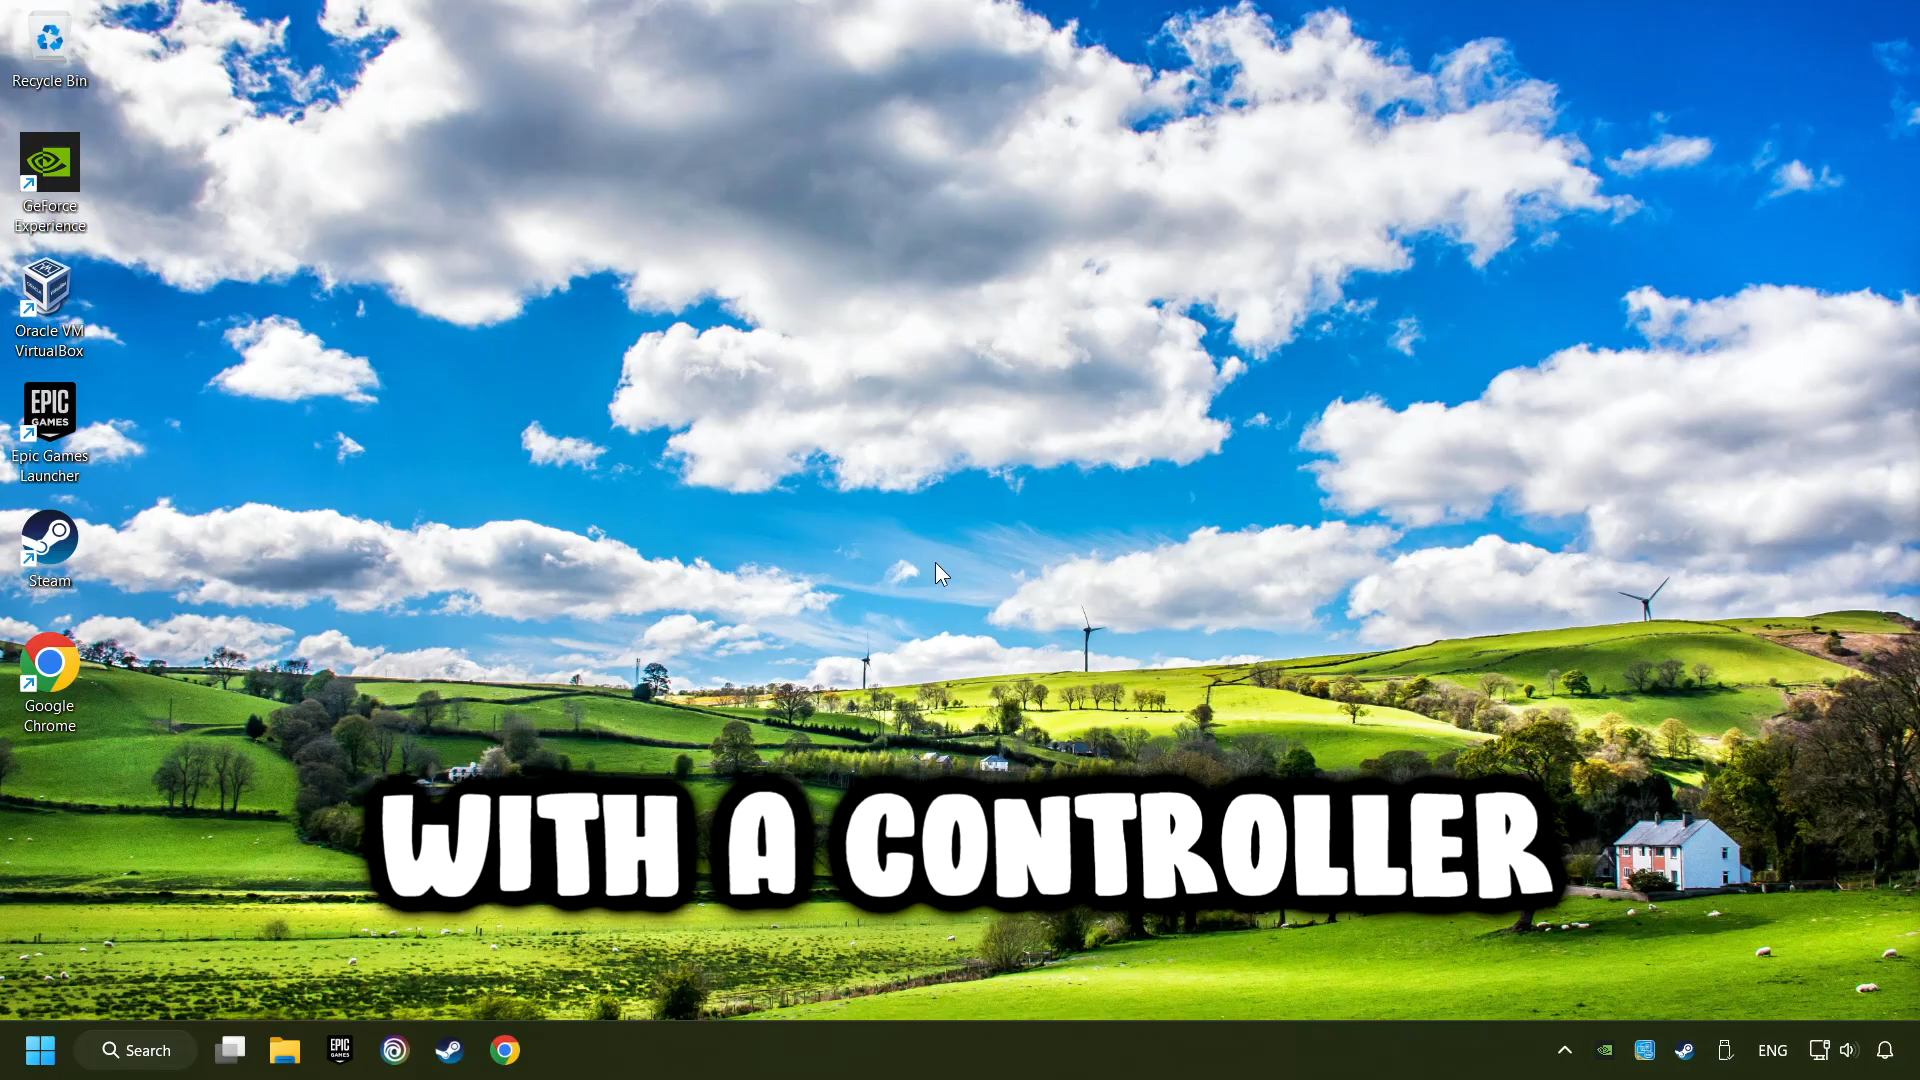 Recycle Bin
GeForce
Experience
Oracle VM
VirtualBox
EPIC
GAMES
Epic Games
Launcher
Steam
Google
Chrome
WITH A CONTROLLER
Search
EPIC
GAMES
ENG